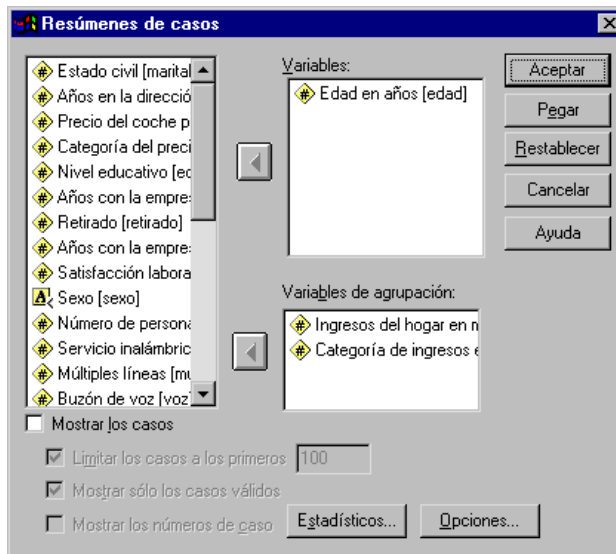 Resúmenes de casos
Estado civil [marital
Años en la direcció
Precio del coche p
Categoría del preci
Nivel educativo [ed
Años con la empre
Retirado [retirado]
Años con la empre
Satisfacción labora
Sexo [sexo]
Número de persona
Servicio inalámbric
Múltiples líneas [mu
Buzón de voz [voz]
Variables:
Edad en años [edad]
Variables de agrupación:
Ingresos del hogar en m
Categoría de ingresos e
Aceptar
Pegar
Restablecer
Cancelar
Ayuda
Mostrar los casos
Limitar los casos a los primeros 100
Mostrar sólo los casos válidos
Mostrar los números de caso
Estadísticos...
Opciones...